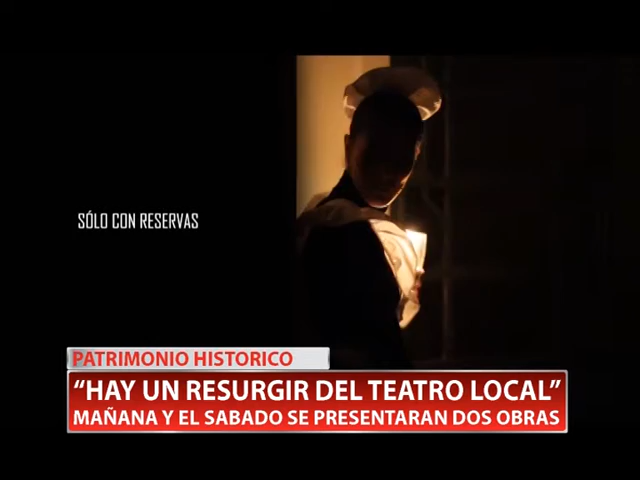 SÓLO CON RESERVAS
PATRIMONIO HISTORICO
“HAY UN RESURGIR DEL TEATRO LOCAL”
MAÑANA Y EL SABADO SE PRESENTARAN DOS OBRAS